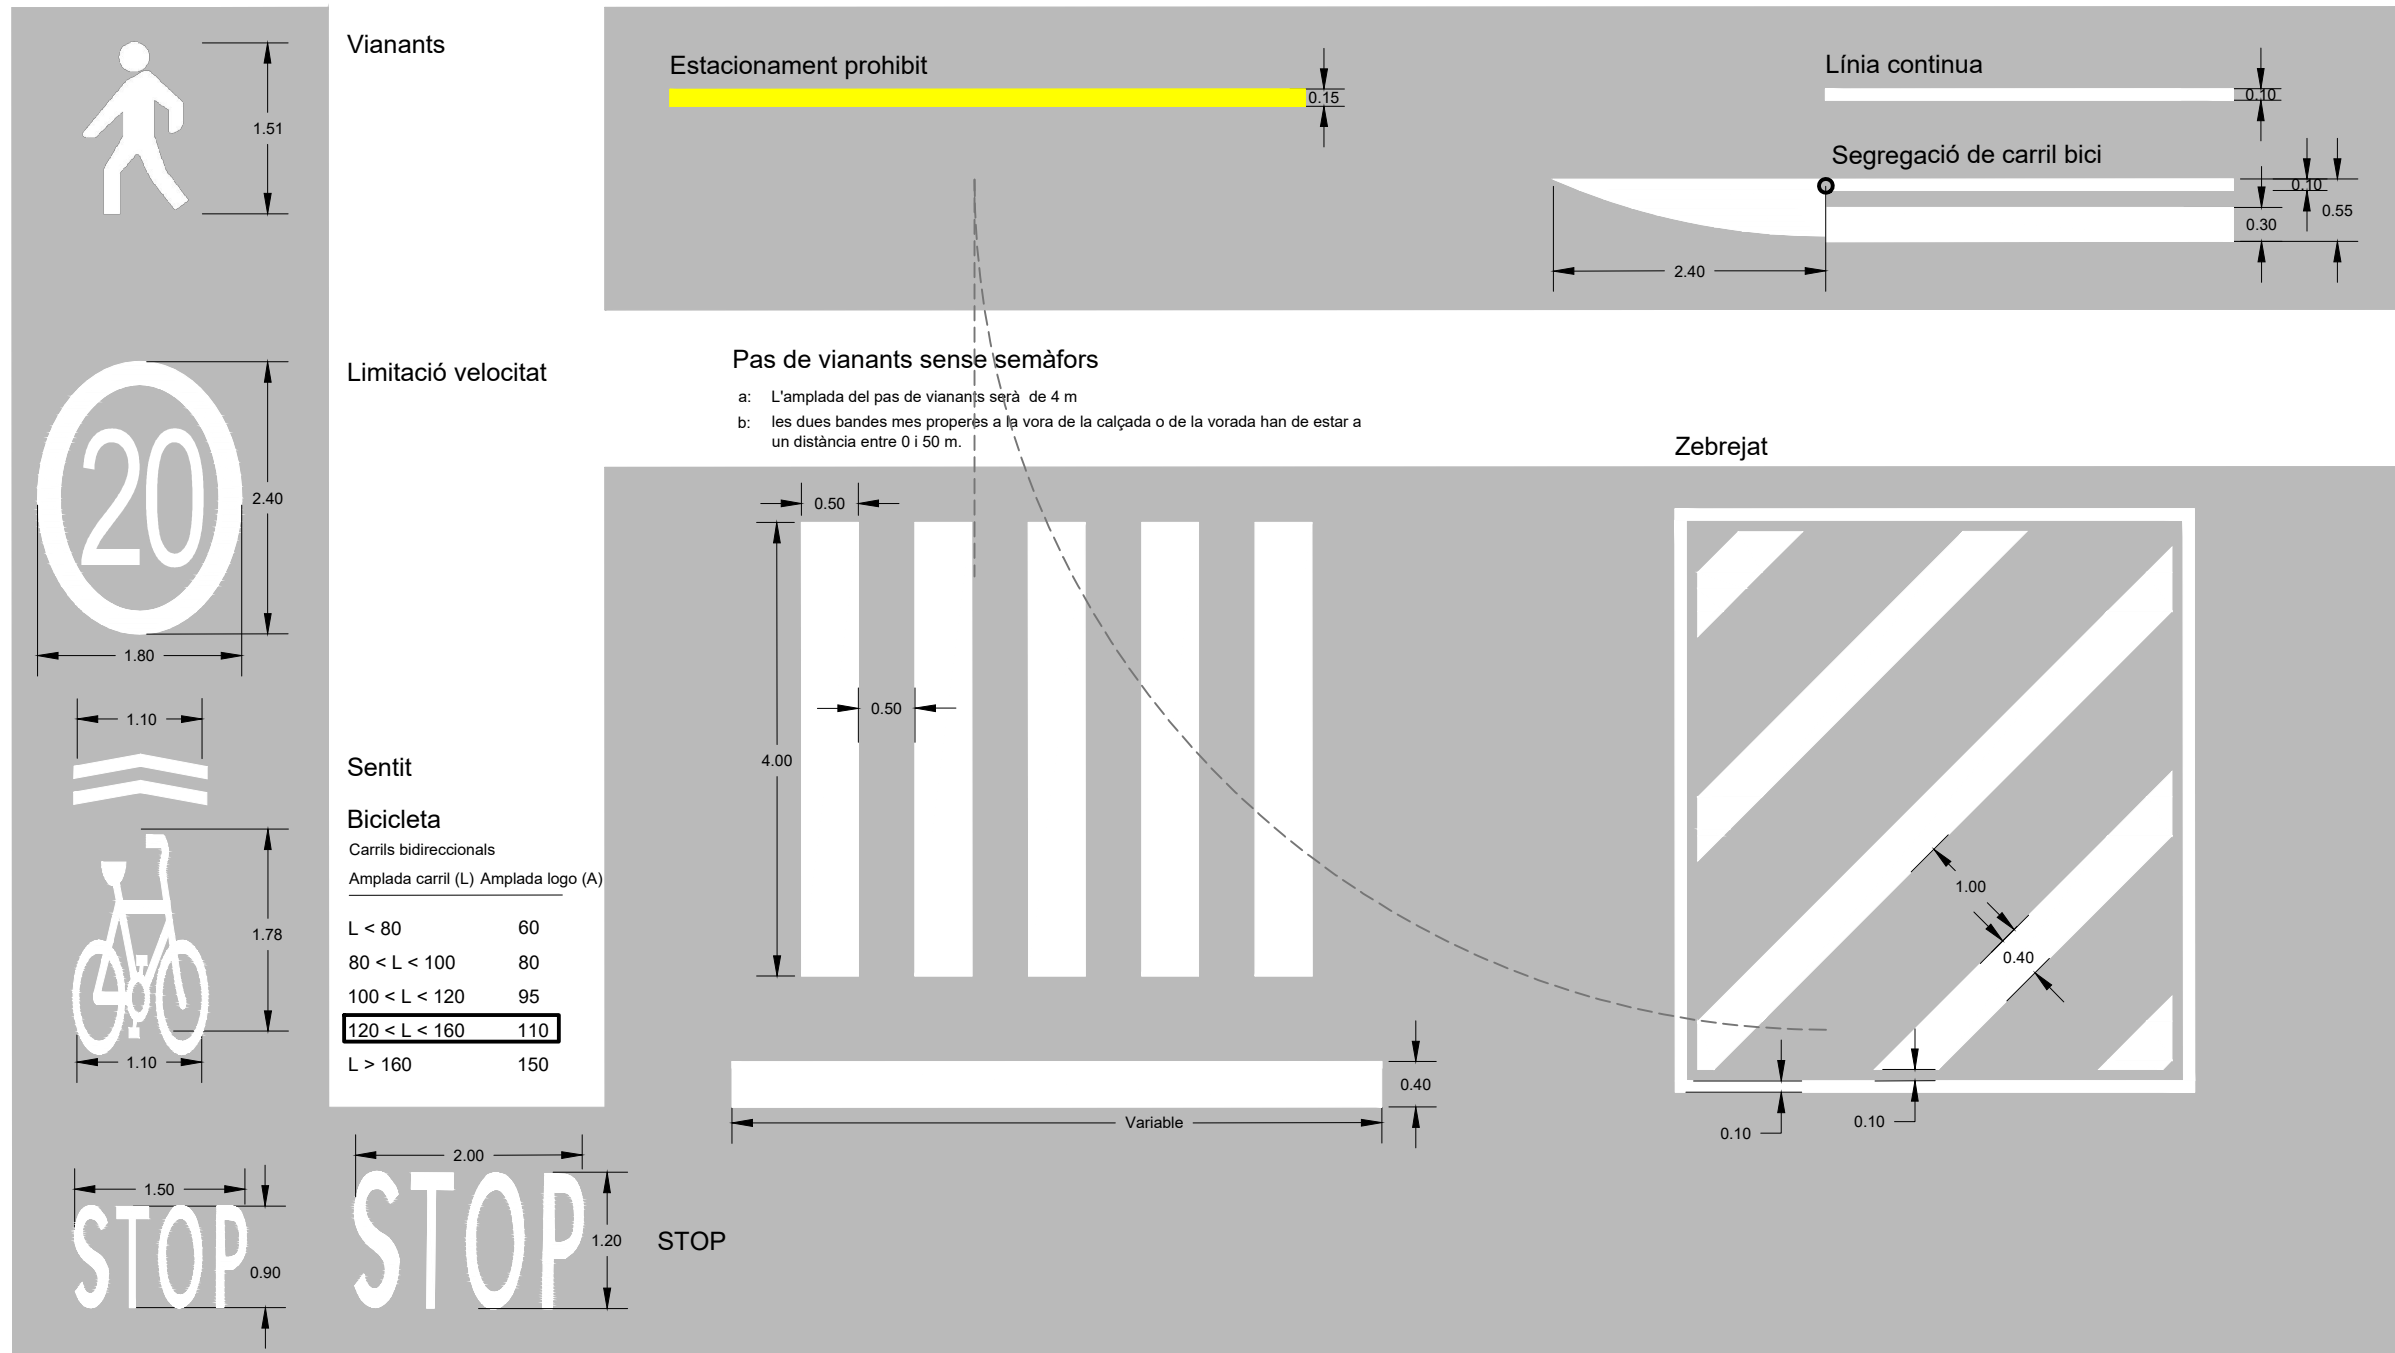 Vianants
1.51
Estacionament prohibit
0.15
Línia continua
0.10
Segregació de carril bici
0.10
0.55
0.30
2.40
Limitació velocitat
20
2.40
1.80
Pas de vianants sense semàfors
a: L'amplada del pas de vianants serà de 4 m
b: les dues bandes mes properes a la vora de la calçada o de la vorada han de estar a
un distància entre 0 i 50 m.
Zebrejat
0.50
0.50
4.00
1.00
0.40
0.10
0.10
0.40
Variable
1.10
Sentit
Bicicleta
Carrils bidireccionals
Amplada carril (L) Amplada logo (A)
L < 80 60
80 < L < 100 80
100 < L < 120 95
120 < L < 160 110
L > 160 150
1.78
1.10
1.50
STOP
0.90
2.00
STOP
1.20
STOP